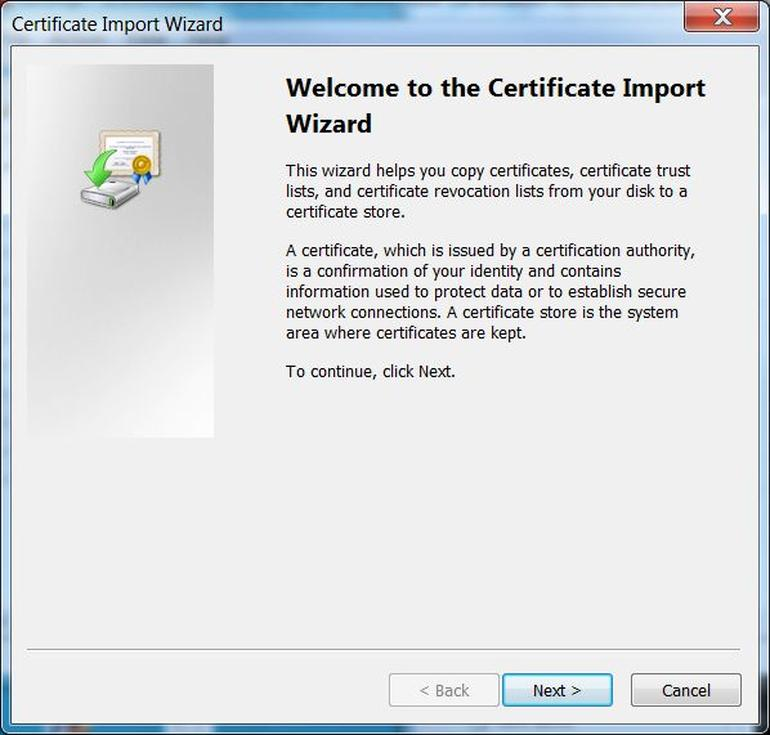 Certificate Import Wizard
Welcome to the Certificate Import
Wizard
This wizard helps you copy certificates, certificate trust
lists, and certificate revocation lists from your disk to a
certificate store.
A certificate, which is issued by a certification authority,
is a confirmation of your identity and contains
information used to protect data or to establish secure
network connections. A certificate store is the system
area where certificates are kept.
To continue, click Next.
< Back
Next >
Cancel